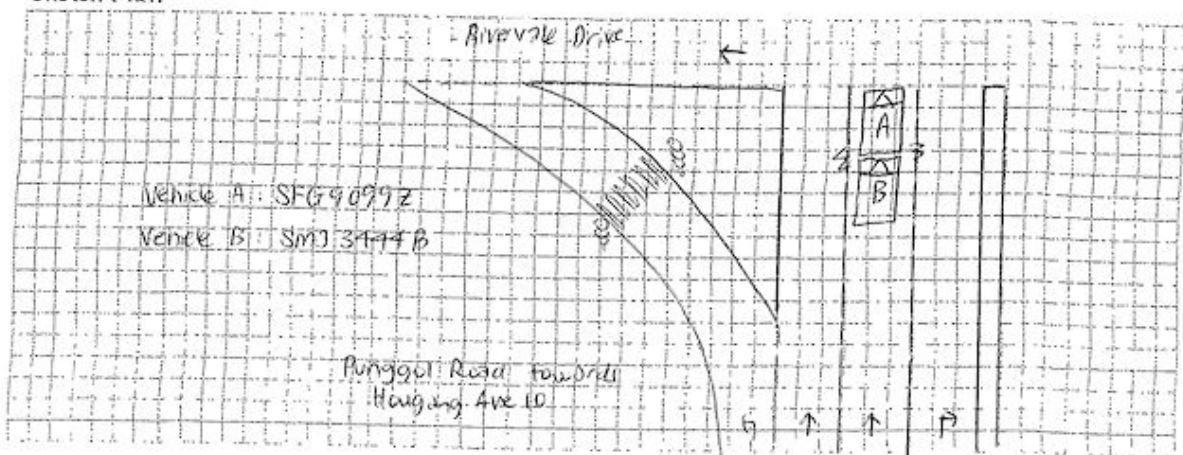 Sketch Plan
Rivervale Drive
A
B
Vehicle A : SFG9099Z
Vehicle B : SMJ3444B
Punggol Road towards
Hougang Ave 10